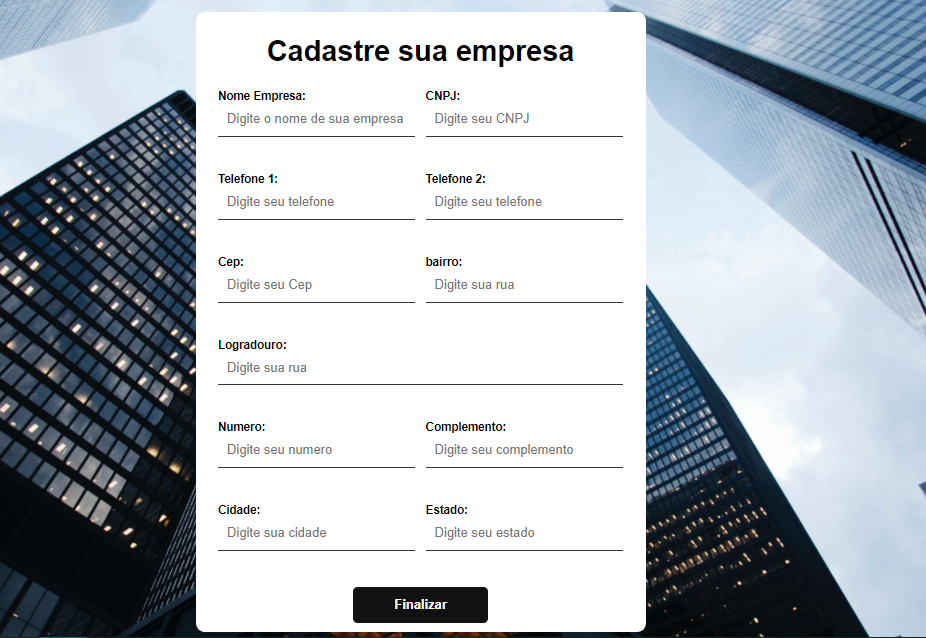 Cadastre sua empresa
Nome Empresa: CNPJ:
Digite o nome de sua empresa Digite seu CNPJ
Telefone 1: Telefone 2:
Digite seu telefone Digite seu telefone
Cep: bairro:
Digite seu Cep Digite sua rua
Logradouro:
Digite sua rua
Numero: Complemento:
Digite seu numero Digite seu complemento
Cidade: Estado:
Digite sua cidade Digite seu estado
Finalizar